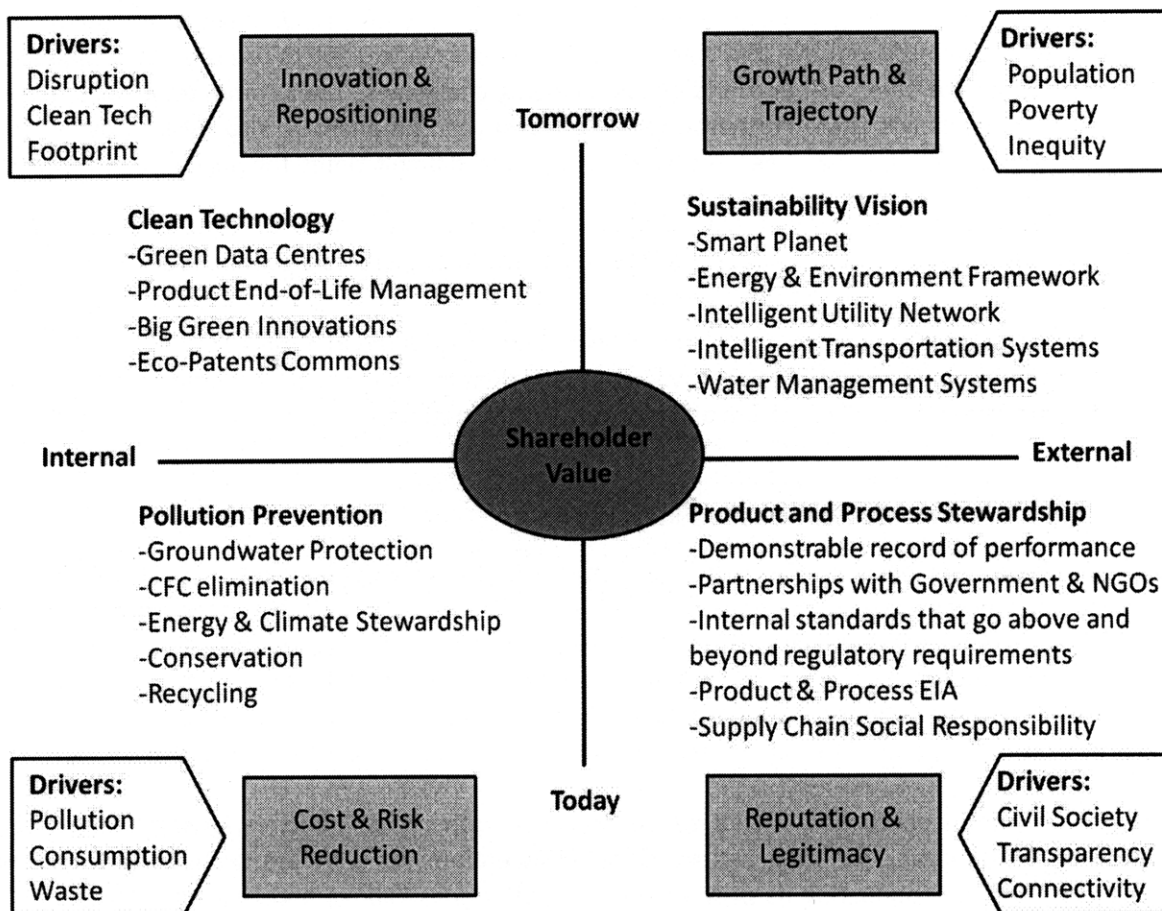 Drivers:
Disruption
Clean Tech
Footprint
Innovation &
Repositioning
Tomorrow
Growth Path &
Trajectory
Drivers:
Population
Poverty
Inequity
Clean Technology
-Green Data Centres
-Product End-of-Life Management
-Big Green Innovations
-Eco-Patents Commons
Sustainability Vision
-Smart Planet
-Energy & Environment Framework
-Intelligent Utility Network
-Intelligent Transportation Systems
-Water Management Systems
Internal
Shareholder
Value
External
Pollution Prevention
-Groundwater Protection
-CFC elimination
-Energy & Climate Stewardship
-Conservation
-Recycling
Product and Process Stewardship
-Demonstrable record of performance
-Partnerships with Government & NGOs
-Internal standards that go above and
beyond regulatory requirements
-Product & Process EIA
-Supply Chain Social Responsibility
Drivers:
Pollution
Consumption
Waste
Cost & Risk
Reduction
Today
Reputation &
Legitimacy
Drivers:
Civil Society
Transparency
Connectivity